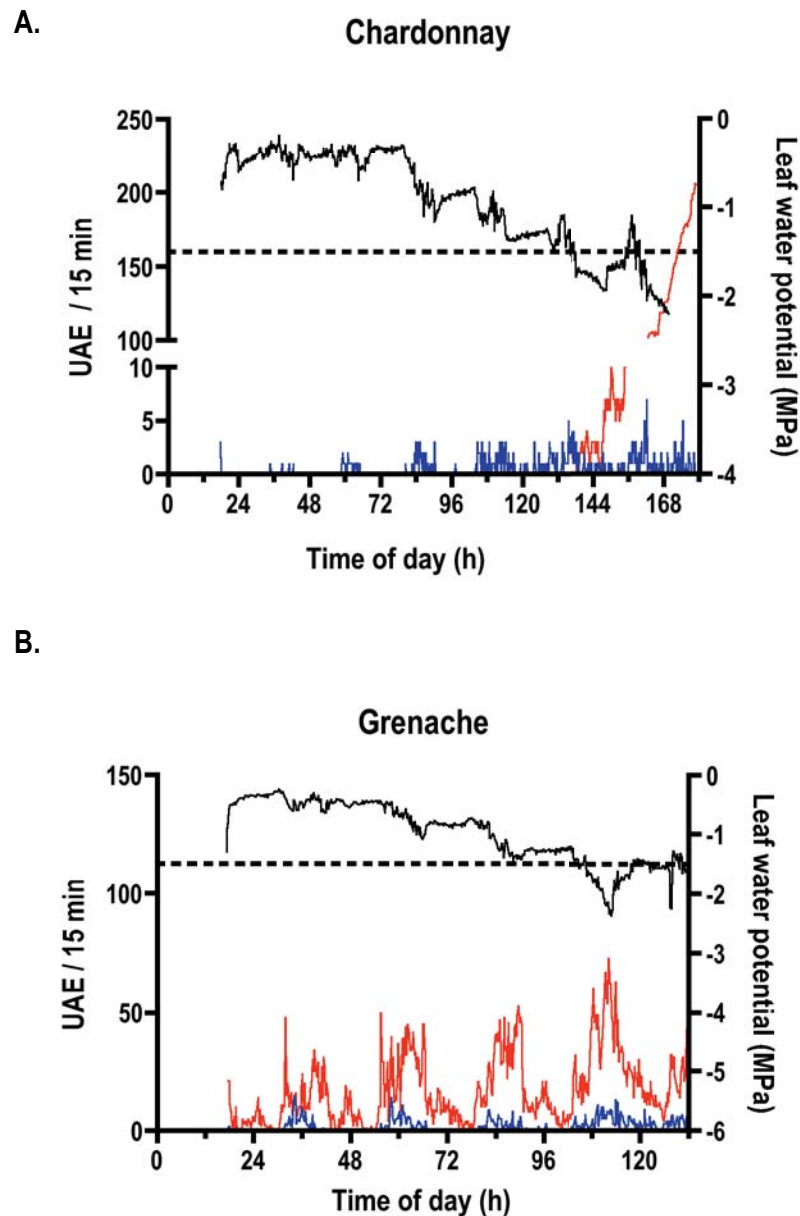 A.
Chardonnay
250
200
150
100
10
5
0
UAE / 15 min
0
-1
-2
-3
-4
Leaf water potential (MPa)
0 24 48 72 96 120 144 168
Time of day (h)
B.
Grenache
150
100
50
0
UAE / 15 min
0
-1
-2
-3
-4
-5
-6
Leaf water potential (MPa)
0 24 48 72 96 120
Time of day (h)